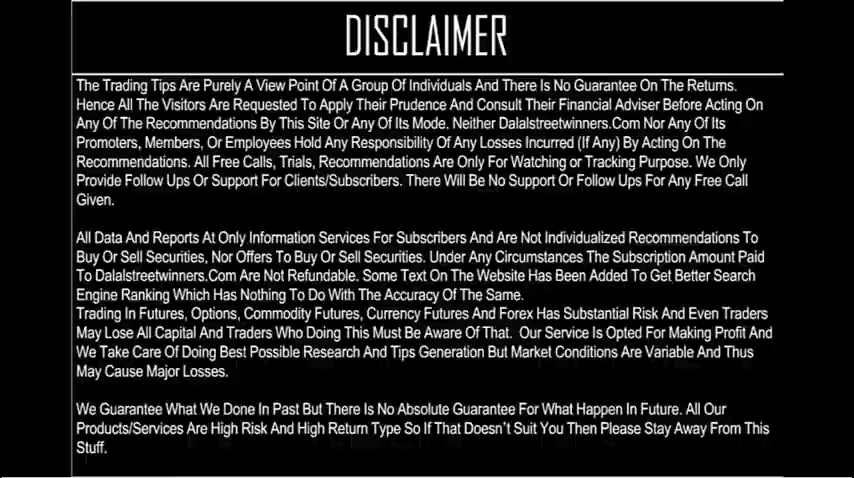 DISCLAIMER
The Trading Tips Are Purely A View Point Of A Group Of Individuals And There Is No Guarantee On The Returns.
Hence All The Visitors Are Requested To Apply Their Prudence And Consult Their Financial Adviser Before Acting On
Any Of The Recommendations By This Site Or Any Of Its Mode. Neither Dalalstreetwinners.Com Nor Any Of Its
Promoters, Members, Or Employees Hold Any Responsibility Of Any Losses Incurred (If Any) By Acting On The
Recommendations. All Free Calls, Trials, Recommendations Are Only For Watching or Tracking Purpose. We Only
Provide Follow Ups Or Support For Clients/Subscribers. There Will Be No Support Or Follow Ups For Any Free Call
Given.
All Data And Reports At Only Information Services For Subscribers And Are Not Individualized Recommendations To
Buy Or Sell Securities, Nor Offers To Buy Or Sell Securities. Under Any Circumstances The Subscription Amount Paid
To Dalalstreetwinners.Com Are Not Refundable. Some Text On The Website Has Been Added To Get Better Search
Engine Ranking Which Has Nothing To Do With The Accuracy Of The Same.
Trading In Futures, Options, Commodity Futures, Currency Futures And Forex Has Substantial Risk And Even Traders
May Lose All Capital And Traders Who Doing This Must Be Aware Of That. Our Service Is Opted For Making Profit And
We Take Care Of Doing Best Possible Research And Tips Generation But Market Conditions Are Variable And Thus
May Cause Major Losses.
We Guarantee What We Done In Past But There Is No Absolute Guarantee For What Happen In Future. All Our
Products/Services Are High Risk And High Return Type So If That Doesn't Suit You Then Please Stay Away From This
Stuff.